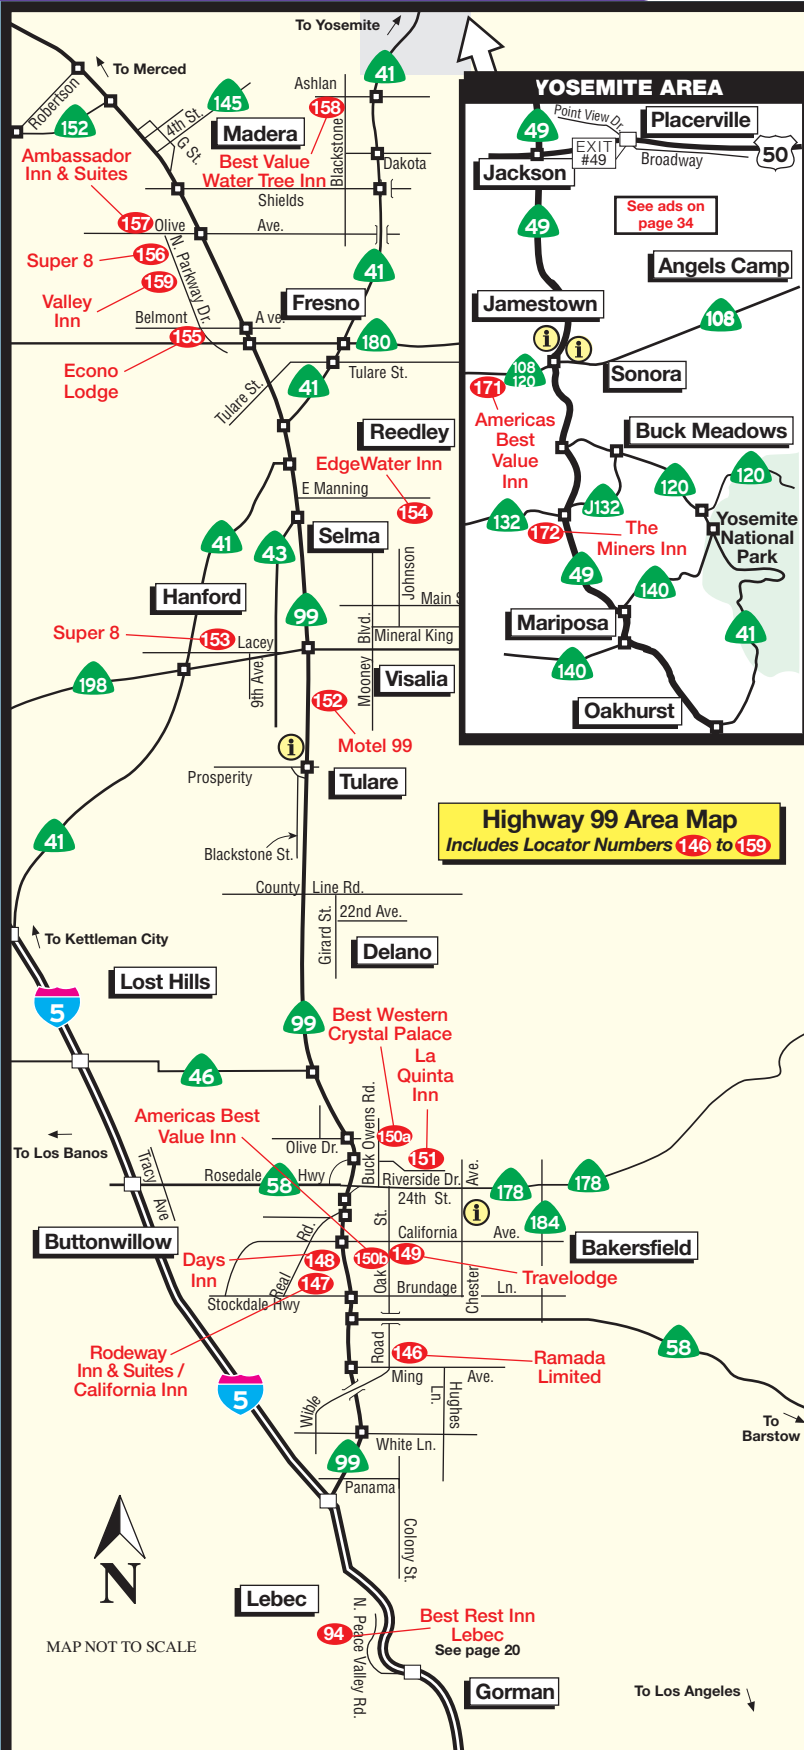 To Yosemite
41
To Merced
Robertson
152
4th St.
G St.
145
Madera
Ashlan
158
Blackstone
Best Value
Water Tree Inn
Dakota
Ambassador
Inn & Suites
Shields
157
Olive
Ave.
Super 8
156
N. Parkway Dr.
Valley
Inn
159
41
Fresno
Belmont
Ave.
155
180
Econo
Lodge
Tulare St.
Tulare St.
41
Reedley
EdgeWater Inn
E Manning
154
41
43
Selma
Johnson
Hanford
99
Main S
Blvd.
Mineral King
Super 8
153
Lacey
9th Ave.
Mooney
Visalia
198
152
Motel 99
i
Prosperity
Tulare
41
Blackstone St.
Highway 99 Area Map
Includes Locator Numbers 146 to 159
County Line Rd.
Girard St.
22nd Ave.
To Kettleman City
Delano
Lost Hills
5
99
Best Western
Crystal Palace
La
Quinta
Inn
46
Americas Best
Value Inn
Buck Owens Rd.
150a
151
To Los Banos
Olive Dr.
Tracy
Ave
Rosedale
58
Hwy
Riverside Dr.
Ave.
178
178
24th St.
i
184
Buttonwillow
St.
California
Ave.
Bakersfield
Days
Inn
Rd.
148
150b
149
Travelodge
147
Real
Oak
Brundage
Chester
Ln.
Stockdale Hwy
Rodeway
Inn & Suites /
California Inn
Road
146
Ramada
Limited
58
Ming
Ave.
5
Wible
Hughes
Ln.
To
Barstow
White Ln.
99
Panama
Colony St.
N
MAP NOT TO SCALE
Lebec
94
Best Rest Inn
Lebec
See page 20
N. Peace Valley Rd.
Gorman
To Los Angeles
YOSEMITE AREA
49
Point View Dr.
Placerville
EXIT
#49
Broadway
50
Jackson
49
See ads on
page 34
Angels Camp
Jamestown
108
i
i
108
120
Sonora
171
Americas
Best
Value
Inn
Buck Meadows
120
120
132
J132
172
The
Miners Inn
Yosemite
National
Park
49
140
Mariposa
41
140
Oakhurst